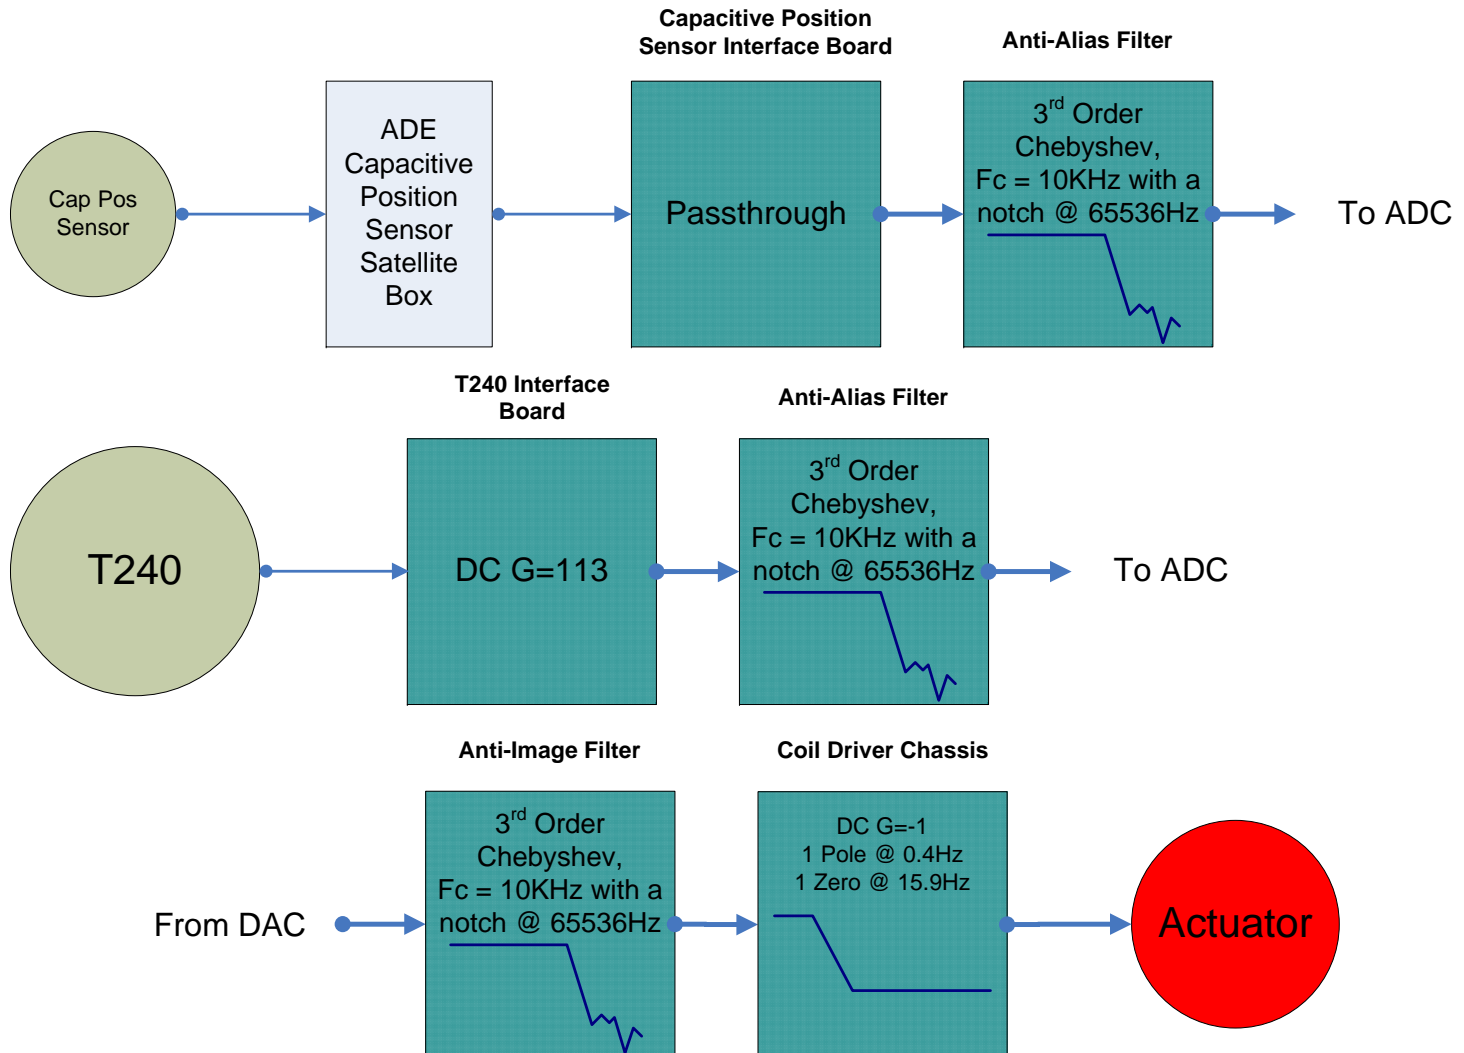 Capacitive Position
Sensor Interface Board
Anti-Alias Filter
Cap Pos
Sensor
ADE
Capacitive
Position
Sensor
Satellite
Box
Passthrough
3rd Order
Chebyshev,
Fc = 10KHz with a
notch @ 65536Hz
To ADC
T240 Interface
Board
Anti-Alias Filter
T240
DC G=113
3rd Order
Chebyshev,
Fc = 10KHz with a
notch @ 65536Hz
To ADC
Anti-Image Filter
Coil Driver Chassis
From DAC
3rd Order
Chebyshev,
Fc = 10KHz with a
notch @ 65536Hz
DC G=-1
1 Pole @ 0.4Hz
1 Zero @ 15.9Hz
Actuator